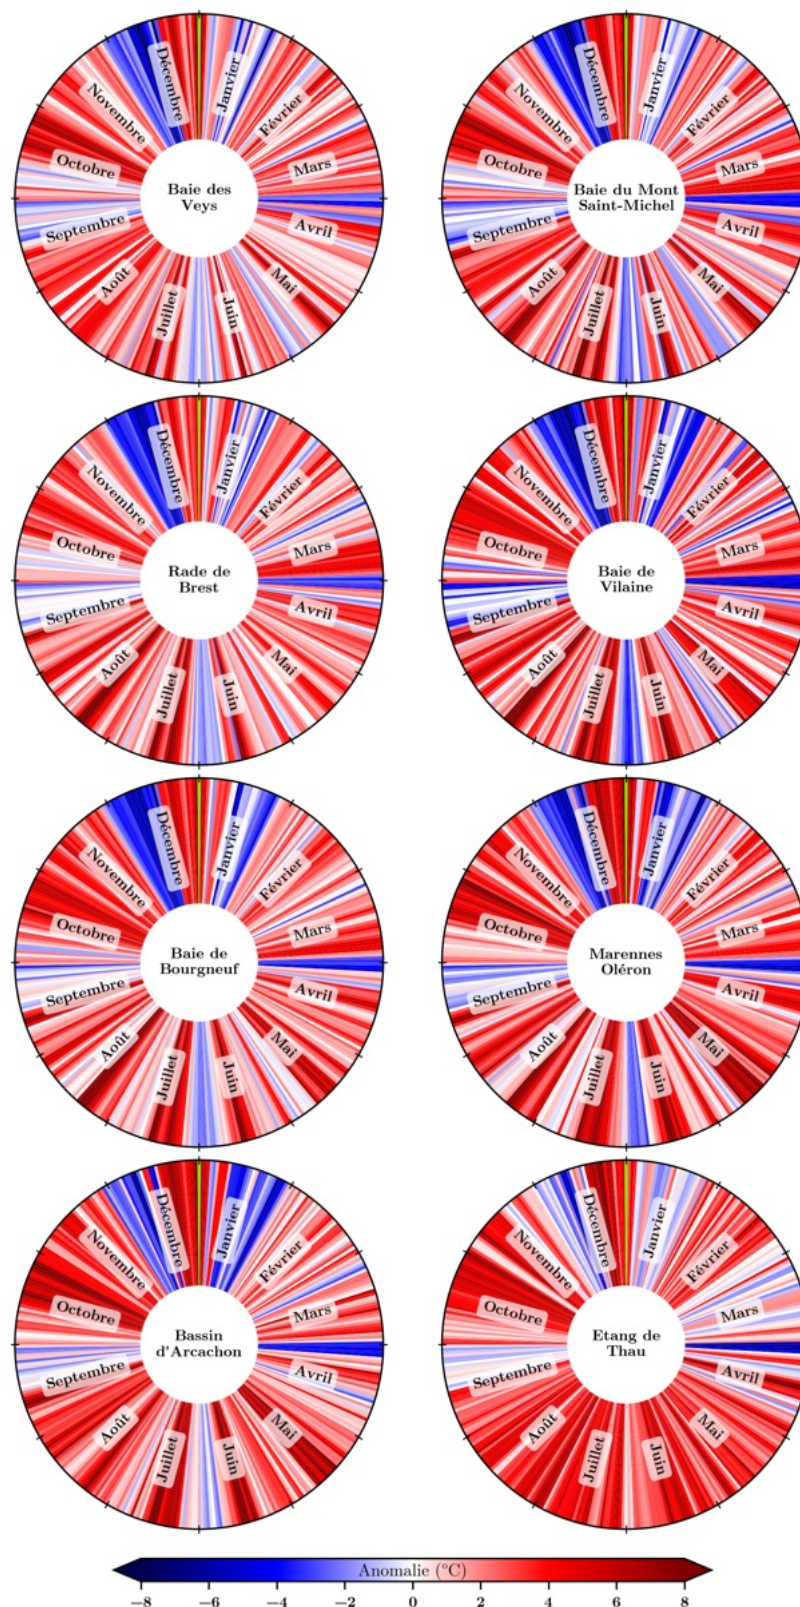 Décembre
Janvier
Novembre
Février
Octobre
Mars
Baie des
Veys
Septembre
Avril
Août
Mai
Juillet
Juin
Décembre
Janvier
Novembre
Février
Octobre
Mars
Baie du Mont
Saint-Michel
Septembre
Avril
Août
Mai
Juillet
Juin
Décembre
Janvier
Novembre
Février
Octobre
Mars
Rade de
Brest
Septembre
Avril
Août
Mai
Juillet
Juin
Décembre
Janvier
Novembre
Février
Octobre
Mars
Baie de
Vilaine
Septembre
Avril
Août
Mai
Juillet
Juin
Décembre
Janvier
Novembre
Février
Octobre
Mars
Baie de
Bourgneuf
Septembre
Avril
Août
Mai
Juillet
Juin
Décembre
Janvier
Novembre
Février
Octobre
Mars
Marennes
Oléron
Septembre
Avril
Août
Mai
Juillet
Juin
Décembre
Janvier
Novembre
Février
Octobre
Mars
Bassin
d'Arcachon
Septembre
Avril
Août
Mai
Juillet
Juin
Décembre
Janvier
Novembre
Février
Octobre
Mars
Etang de
Thau
Septembre
Avril
Août
Mai
Juillet
Juin
Anomalie (°C)
−8 −6 −4 −2 0 2 4 6 8